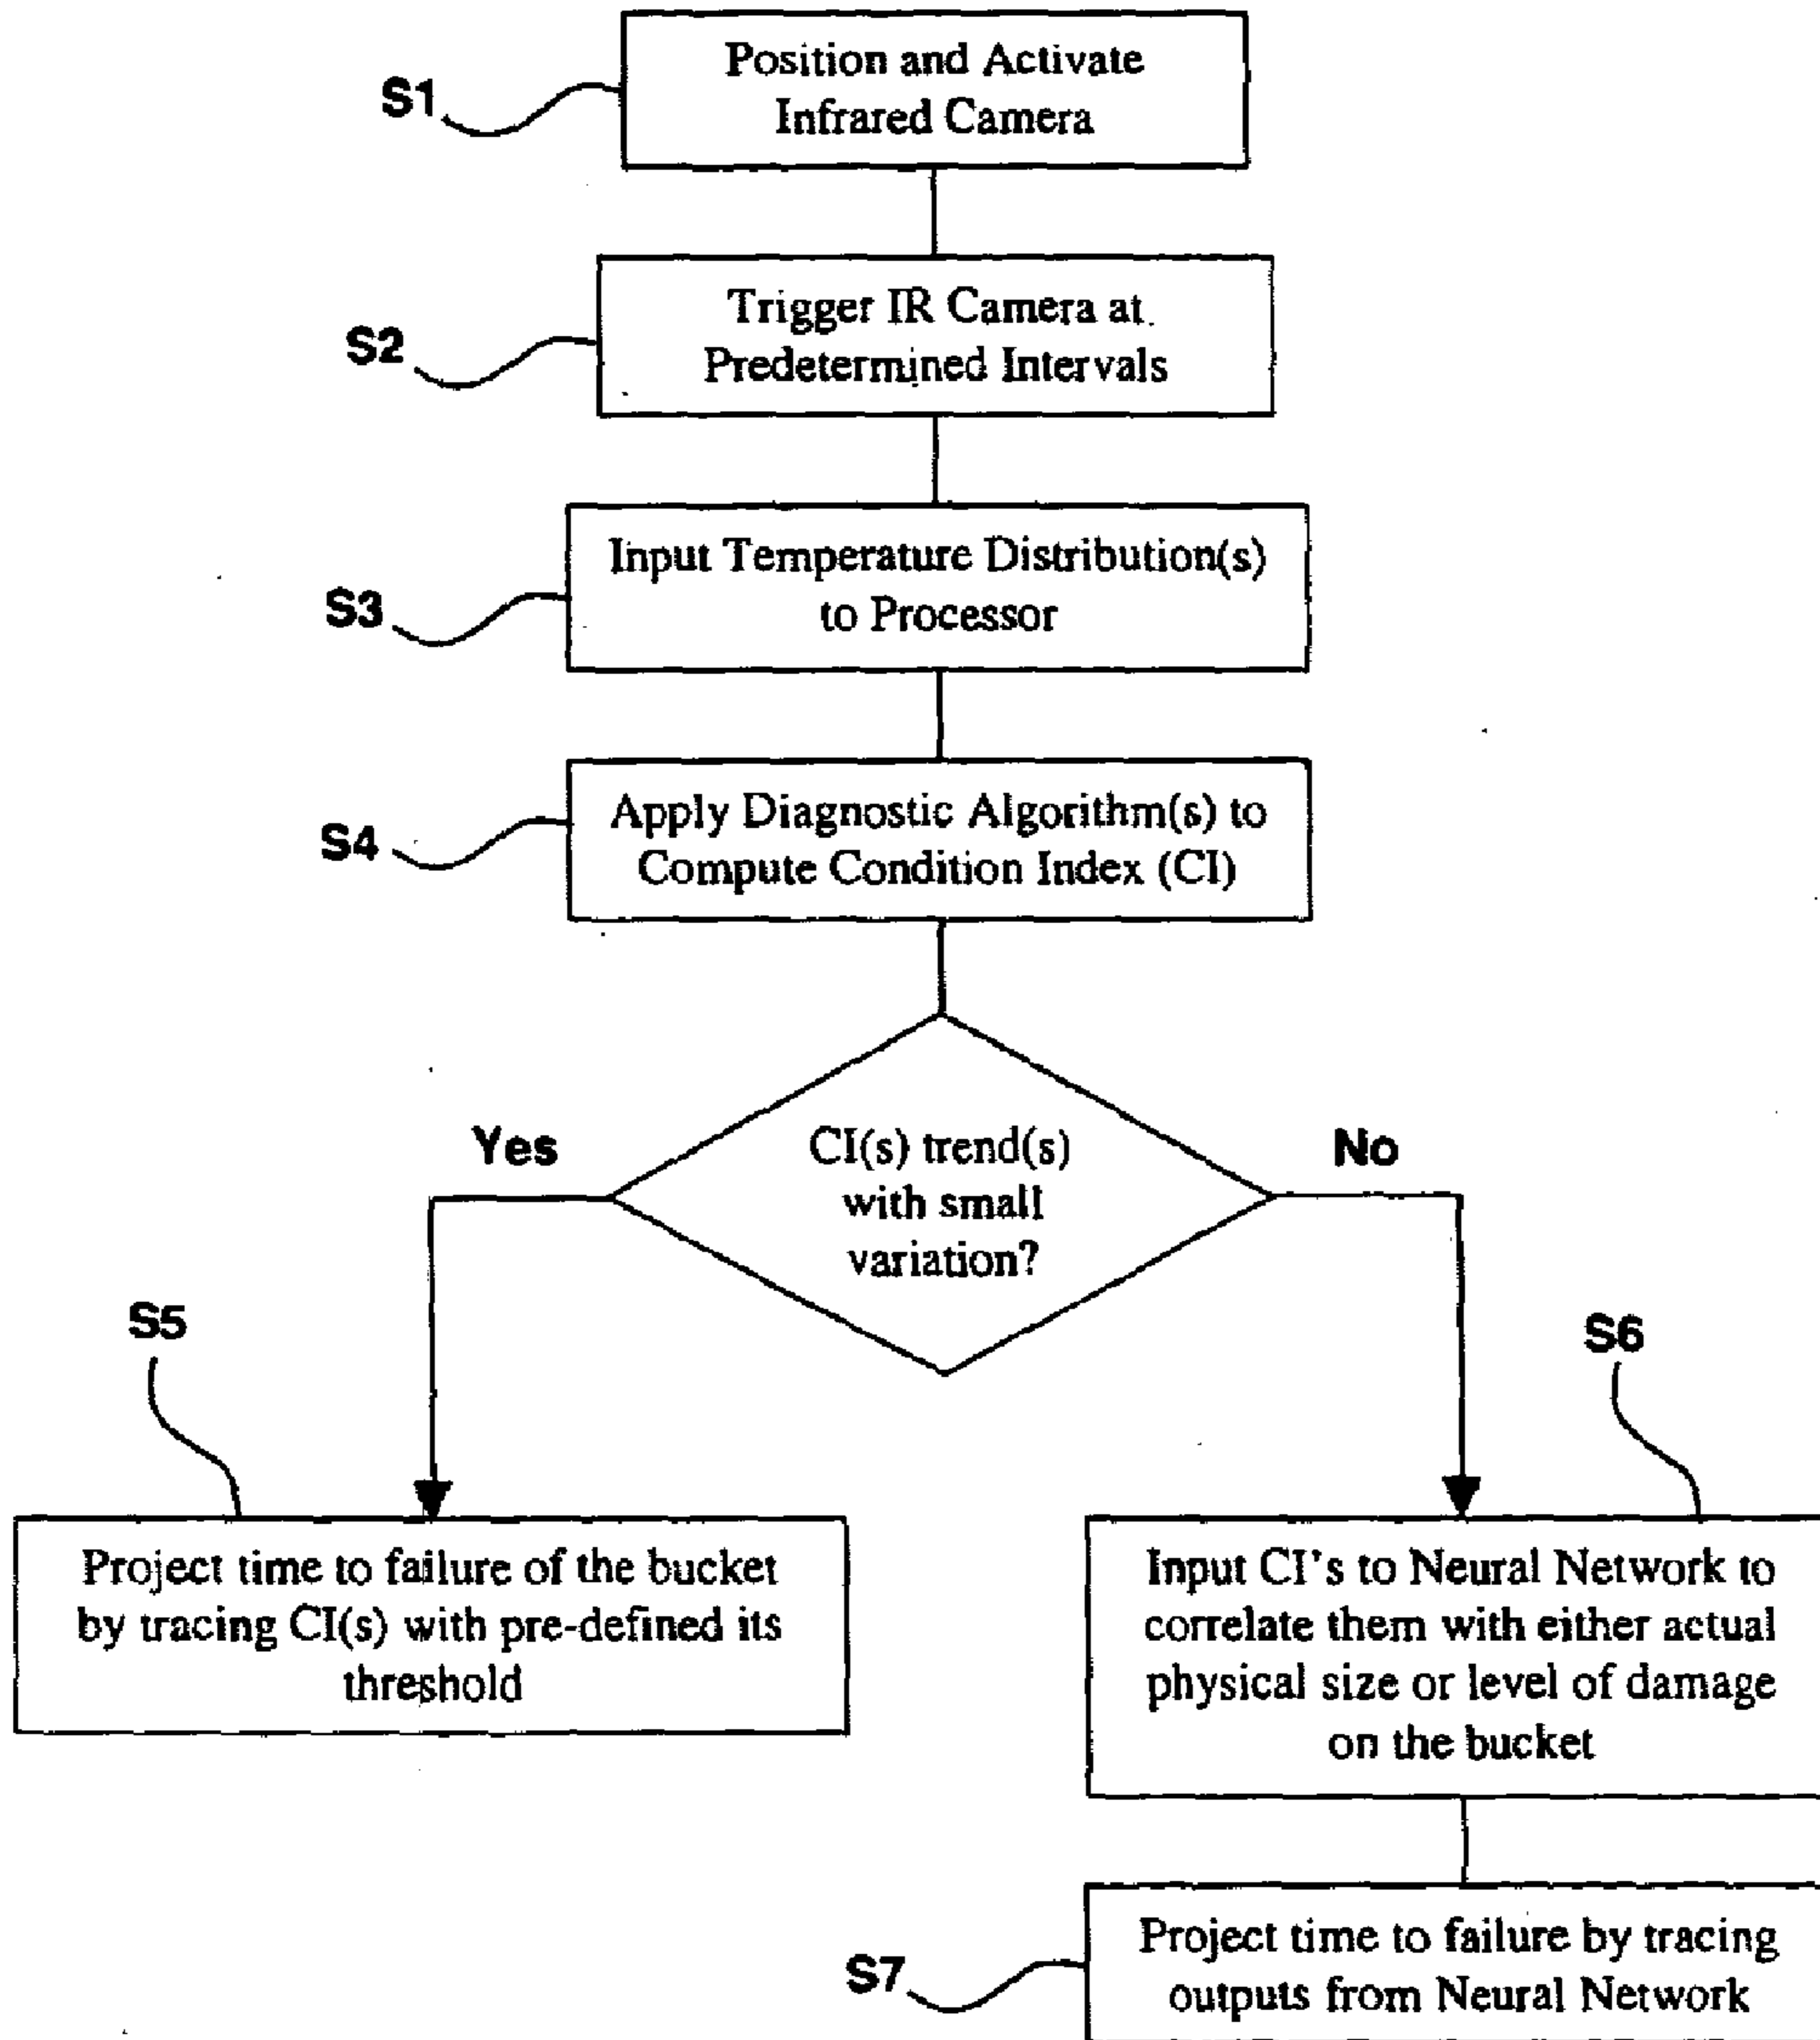 S1
Position and Activate
Infrared Camera
S2
Trigger IR Camera at
Predetermined Intervals
S3
Input Temperature Distribution(s)
to Processor
S4
Apply Diagnostic Algorithm(s) to
Compute Condition Index (CI)
Yes
CI(s) trend(s)
with small
variation?
No
S5
Project time to failure of the bucket
by tracing CI(s) with pre-defined its
threshold
S6
Input CI's to Neural Network to
correlate them with either actual
physical size or level of damage
on the bucket
S7
Project time to failure by tracing
outputs from Neural Network